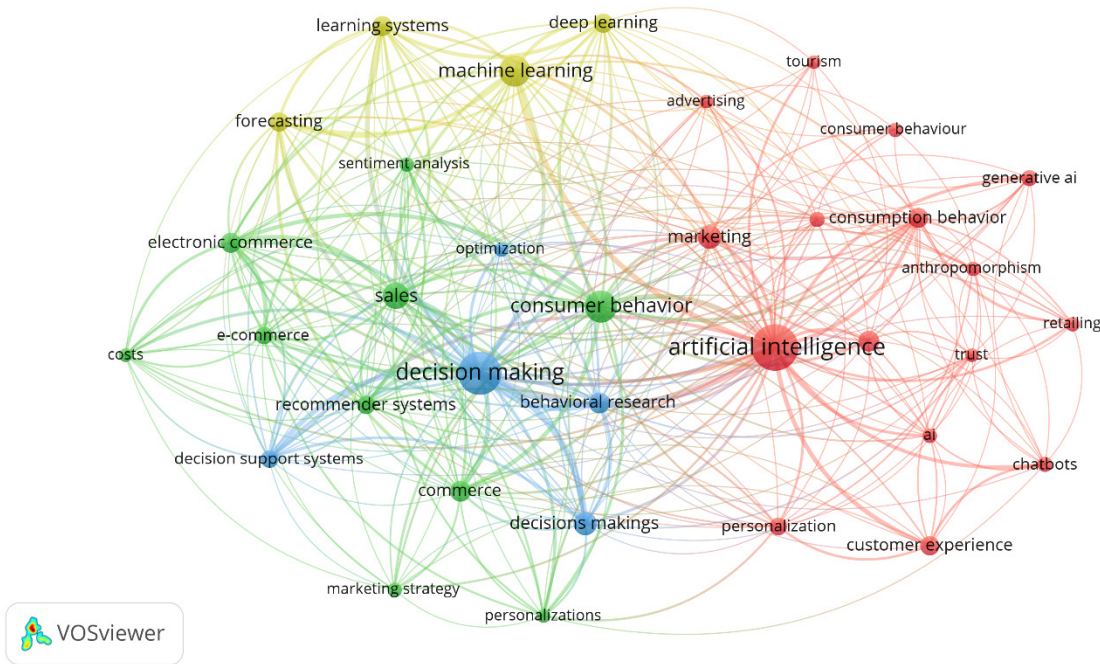 learning systems
deep learning
machine learning
tourism
advertising
forecasting
consumer behaviour
sentiment analysis
generative ai
consumption behavior
electronic commerce
marketing
optimization
anthropomorphism
sales
consumer behavior
retailing
e-commerce
artificial intelligence
costs
trust
decision making
recommender systems
behavioral research
ai
decision support systems
chatbots
commerce
decisions makings
personalization
customer experience
marketing strategy
personalizations
VOSviewer